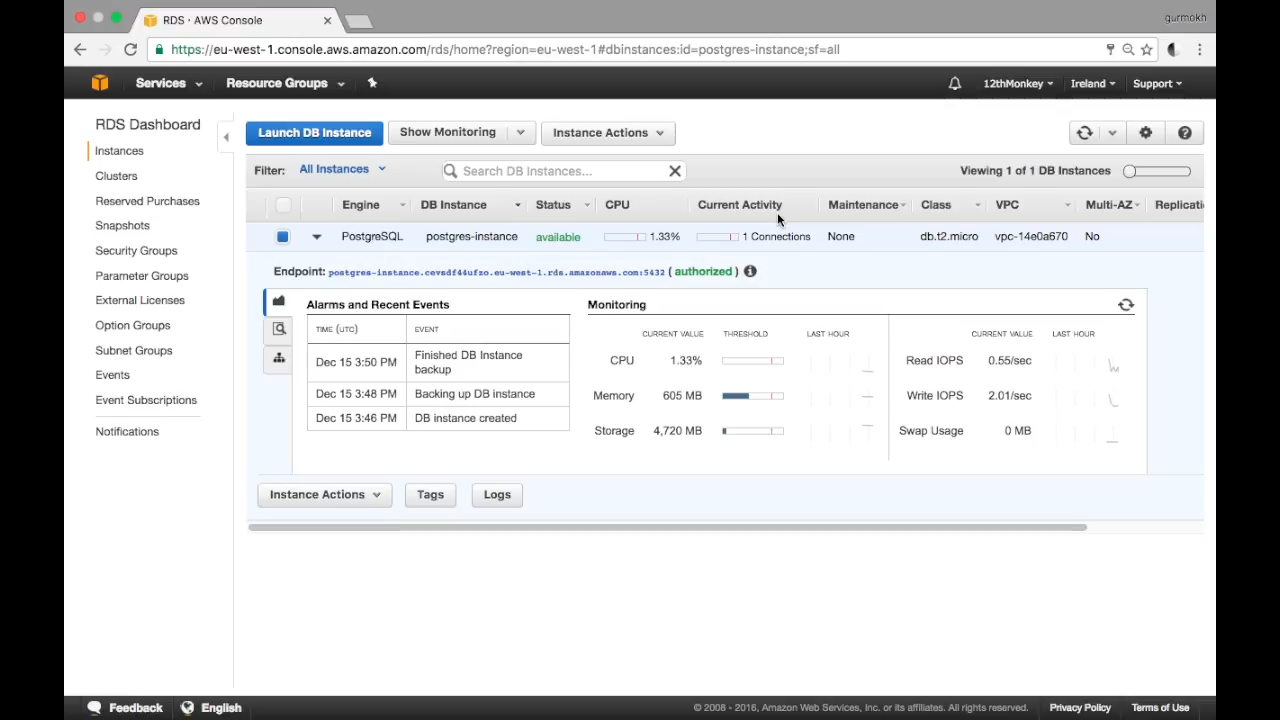 RDS · AWS Console
gurmokh
https://eu-west-1.console.aws.amazon.com/rds/home?region=eu-west-1#dbinstances:id=postgres-instance;sf=all
Services Resource Groups 12thMonkey Ireland Support
RDS Dashboard
Instances
Clusters
Reserved Purchases
Snapshots
Security Groups
Parameter Groups
External Licenses
Option Groups
Subnet Groups
Events
Event Subscriptions
Notifications
Launch DB Instance Show Monitoring Instance Actions
Filter: All Instances Search DB Instances... Viewing 1 of 1 DB Instances
Engine DB Instance Status CPU Current Activity Maintenance Class VPC Multi-AZ Replicati
PostgreSQL postgres-instance available 1.33% 1 Connections None db.t2.micro vpc-14e0a670 No
Endpoint: postgres-instance.cevsdf44ufzo.eu-west-1.rds.amazonaws.com:5432 ( authorized )
Alarms and Recent Events
TIME (UTC) EVENT
Dec 15 3:50 PM Finished DB Instance backup
Dec 15 3:48 PM Backing up DB instance
Dec 15 3:46 PM DB instance created
Monitoring
CURRENT VALUE THRESHOLD LAST HOUR CURRENT VALUE LAST HOUR
CPU 1.33% Read IOPS 0.55/sec
Memory 605 MB Write IOPS 2.01/sec
Storage 4,720 MB Swap Usage 0 MB
Instance Actions Tags Logs
Feedback English © 2008 - 2016, Amazon Web Services, Inc. or its affiliates. All rights reserved. Privacy Policy Terms of Use